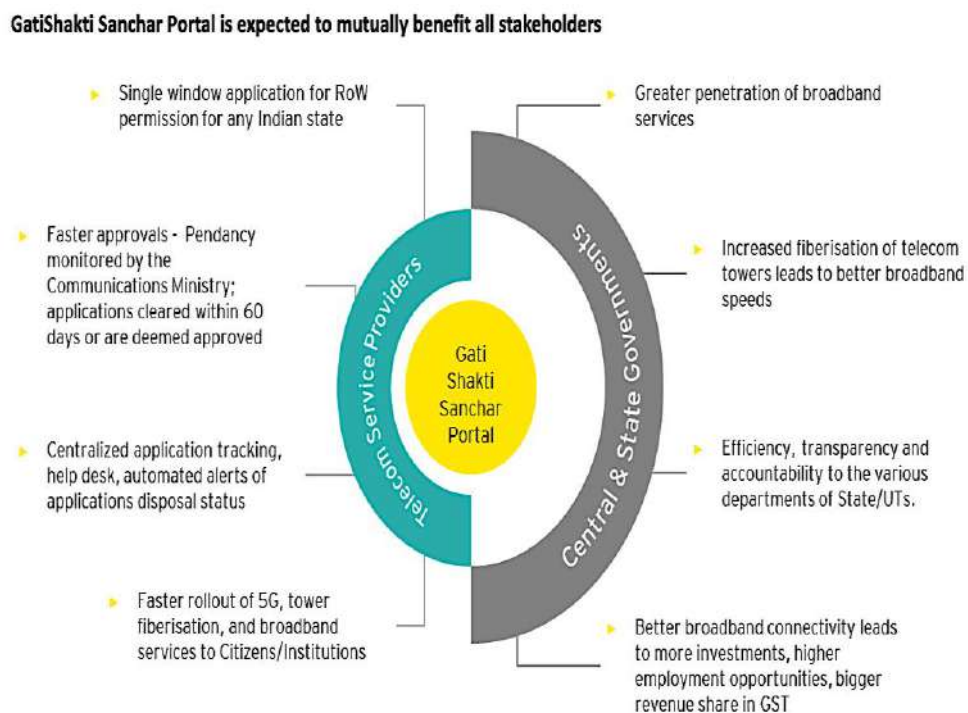 GatiShakti Sanchar Portal is expected to mutually benefit all stakeholders
Single window application for RoW
permission for any Indian state
Faster approvals - Pendancy
monitored by the
Communications Ministry;
applications cleared within 60
days or are deemed approved
Centralized application tracking,
help desk, automated alerts of
applications disposal status
Faster rollout of 5G, tower
fiberisation, and broadband
services to Citizens/Institutions
Telecom Service Providers
Gati
Shakti
Sanchar
Portal
Central & State Governments
Greater penetration of broadband
services
Increased fiberisation of telecom
towers leads to better broadband
speeds
Efficiency, transparency and
accountability to the various
departments of State/UTs.
Better broadband connectivity leads
to more investments, higher
employment opportunities, bigger
revenue share in GST